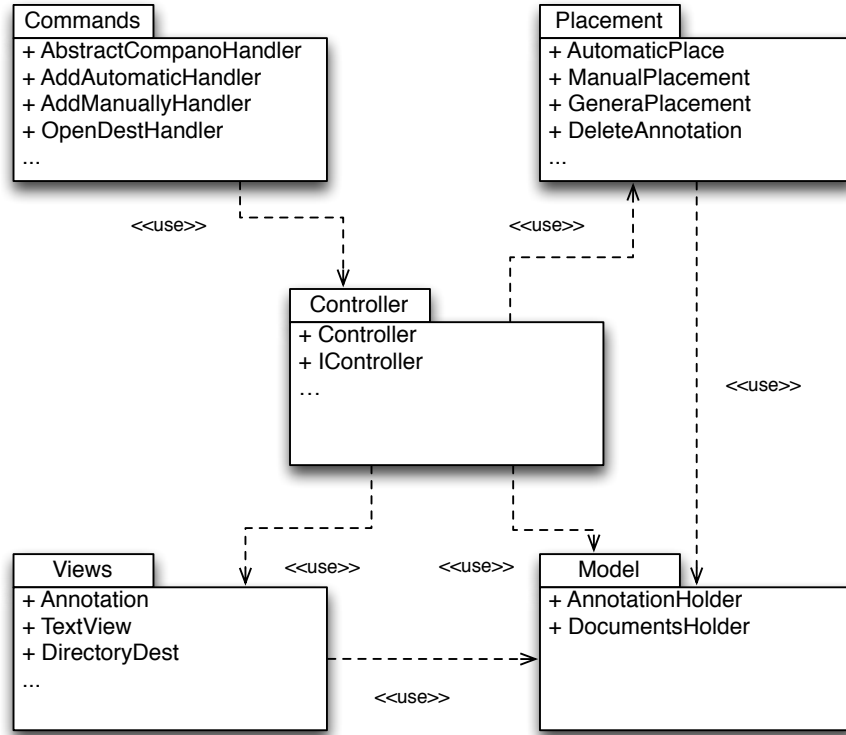 Commands
+ AbstractCompanoHandler
+ AddAutomaticHandler
+ AddManuallyHandler
+ OpenDestHandler
...
Placement
+ AutomaticPlace
+ ManualPlacement
+ GeneraPlacement
+ DeleteAnnotation
...
<<use>>
<<use>>
Controller
+ Controller
+ IController
...
<<use>>
<<use>>
<<use>>
Views
+ Annotation
+ TextView
+ DirectoryDest
...
Model
+ AnnotationHolder
+ DocumentsHolder
<<use>>